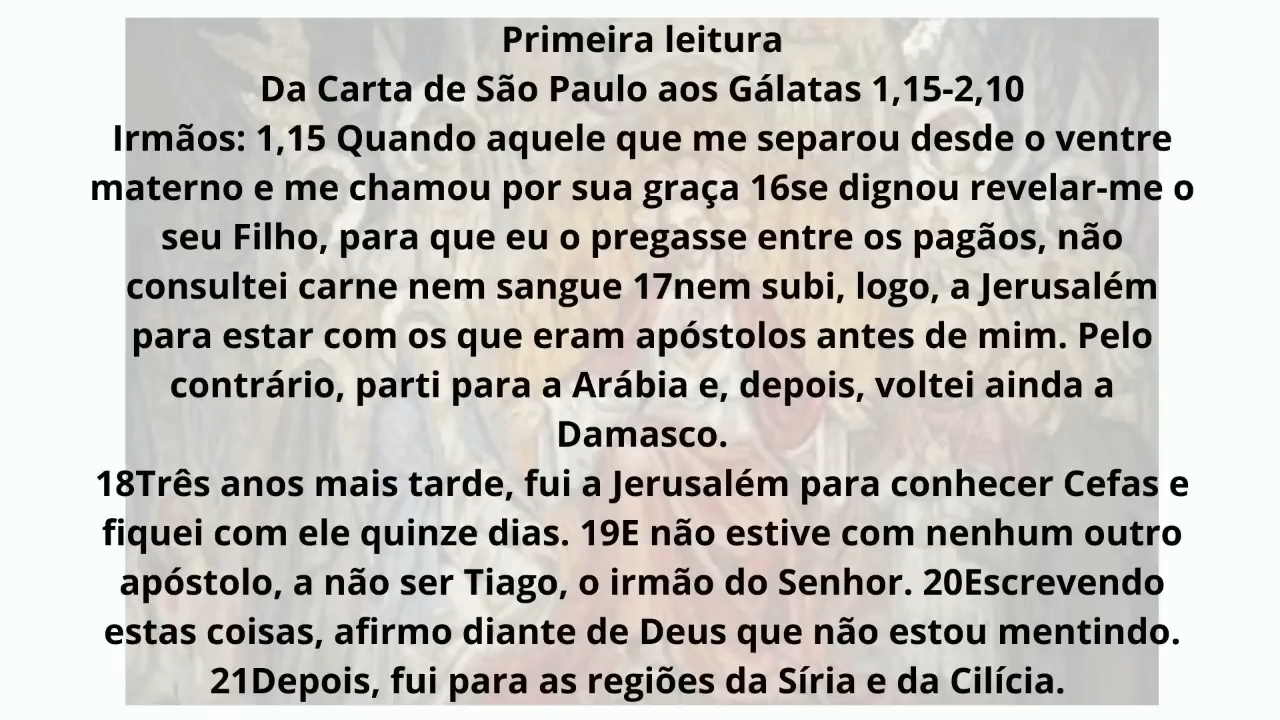 Primeira leitura
Da Carta de São Paulo aos Gálatas 1,15-2,10
Irmãos: 1,15 Quando aquele que me separou desde o ventre
materno e me chamou por sua graça 16se dignou revelar-me o
seu Filho, para que eu o pregasse entre os pagãos, não
consultei carne nem sangue 17nem subi, logo, a Jerusalém
para estar com os que eram apóstolos antes de mim. Pelo
contrário, parti para a Arábia e, depois, voltei ainda a
Damasco.
18Três anos mais tarde, fui a Jerusalém para conhecer Cefas e
fiquei com ele quinze dias. 19E não estive com nenhum outro
apóstolo, a não ser Tiago, o irmão do Senhor. 20Escrevendo
estas coisas, afirmo diante de Deus que não estou mentindo.
21Depois, fui para as regiões da Síria e da Cilícia.